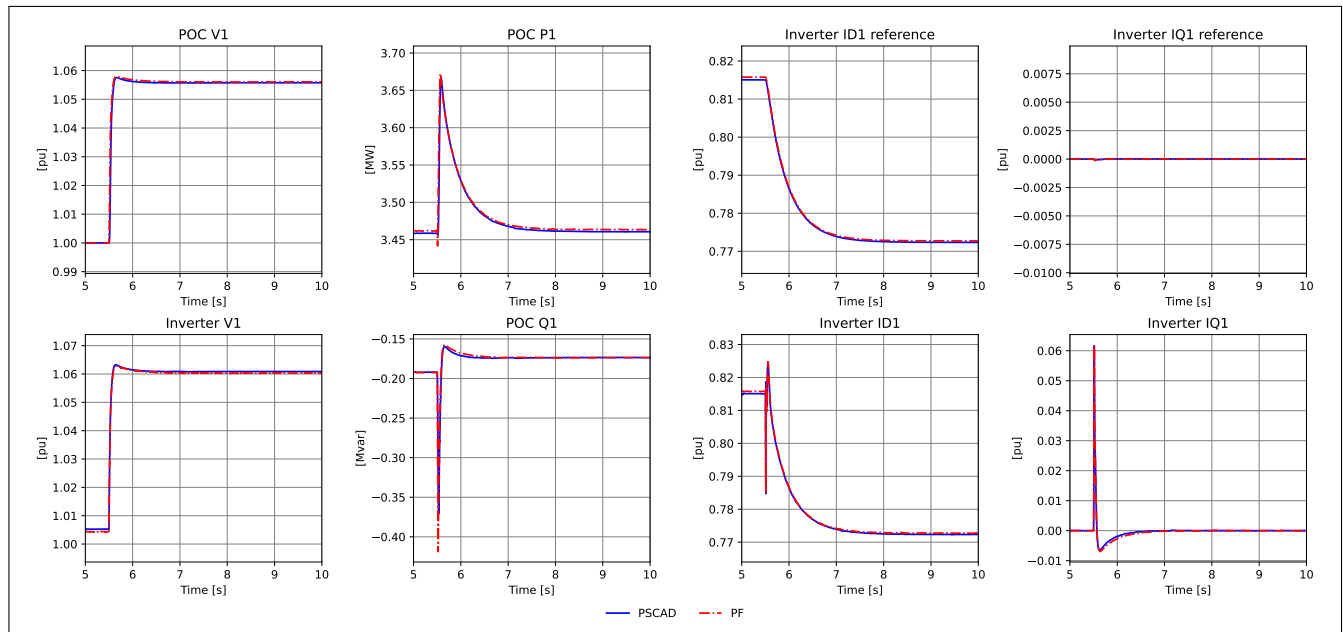 POC V1
1.06
1.05
1.04
1.03
1.02
1.01
1.00
0.99
[pu]
5 6 7 8 9 10
Time [s]
POC P1
3.70
3.65
3.60
3.55
3.50
3.45
[MW]
5 6 7 8 9 10
Time [s]
Inverter ID1 reference
0.82
0.81
0.80
0.79
0.78
0.77
[pu]
5 6 7 8 9 10
Time [s]
Inverter IQ1 reference
0.0075
0.0050
0.0025
0.0000
−0.0025
−0.0050
−0.0075
−0.0100
[pu]
5 6 7 8 9 10
Time [s]
Inverter V1
1.07
1.06
1.05
1.04
1.03
1.02
1.01
1.00
[pu]
5 6 7 8 9 10
Time [s]
POC Q1
−0.15
−0.20
−0.25
−0.30
−0.35
−0.40
[Mvar]
5 6 7 8 9 10
Time [s]
Inverter ID1
0.83
0.82
0.81
0.80
0.79
0.78
0.77
[pu]
5 6 7 8 9 10
Time [s]
Inverter IQ1
0.06
0.05
0.04
0.03
0.02
0.01
0.00
−0.01
[pu]
5 6 7 8 9 10
Time [s]
PSCAD PF